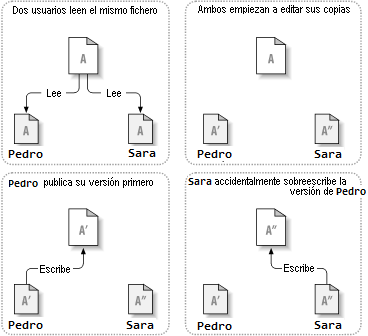 Dos usuarios leen el mismo fichero
A
Lee Lee
A A
Pedro Sara
Ambos empiezan a editar sus copias
A
A' A"
Pedro Sara
Pedro publica su versión primero
A'
Escribe
A' A"
Pedro Sara
Sara accidentalmente sobreescribe la
versión de Pedro
A"
Escribe
A' A"
Pedro Sara